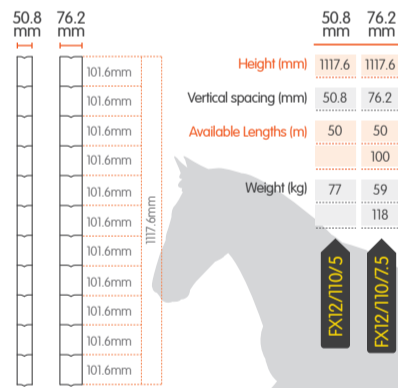 50.8 mm
76.2 mm
101.6mm
101.6mm
101.6mm
101.6mm
101.6mm
101.6mm
101.6mm
101.6mm
101.6mm
101.6mm
101.6mm
1117.6mm
50.8 mm 76.2 mm
Height (mm) 1117.6 1117.6
Vertical spacing (mm) 50.8 76.2
Available Lengths (m) 50 50
100
Weight (kg) 77 59
118
FX12/110/5
FX12/110/7.5